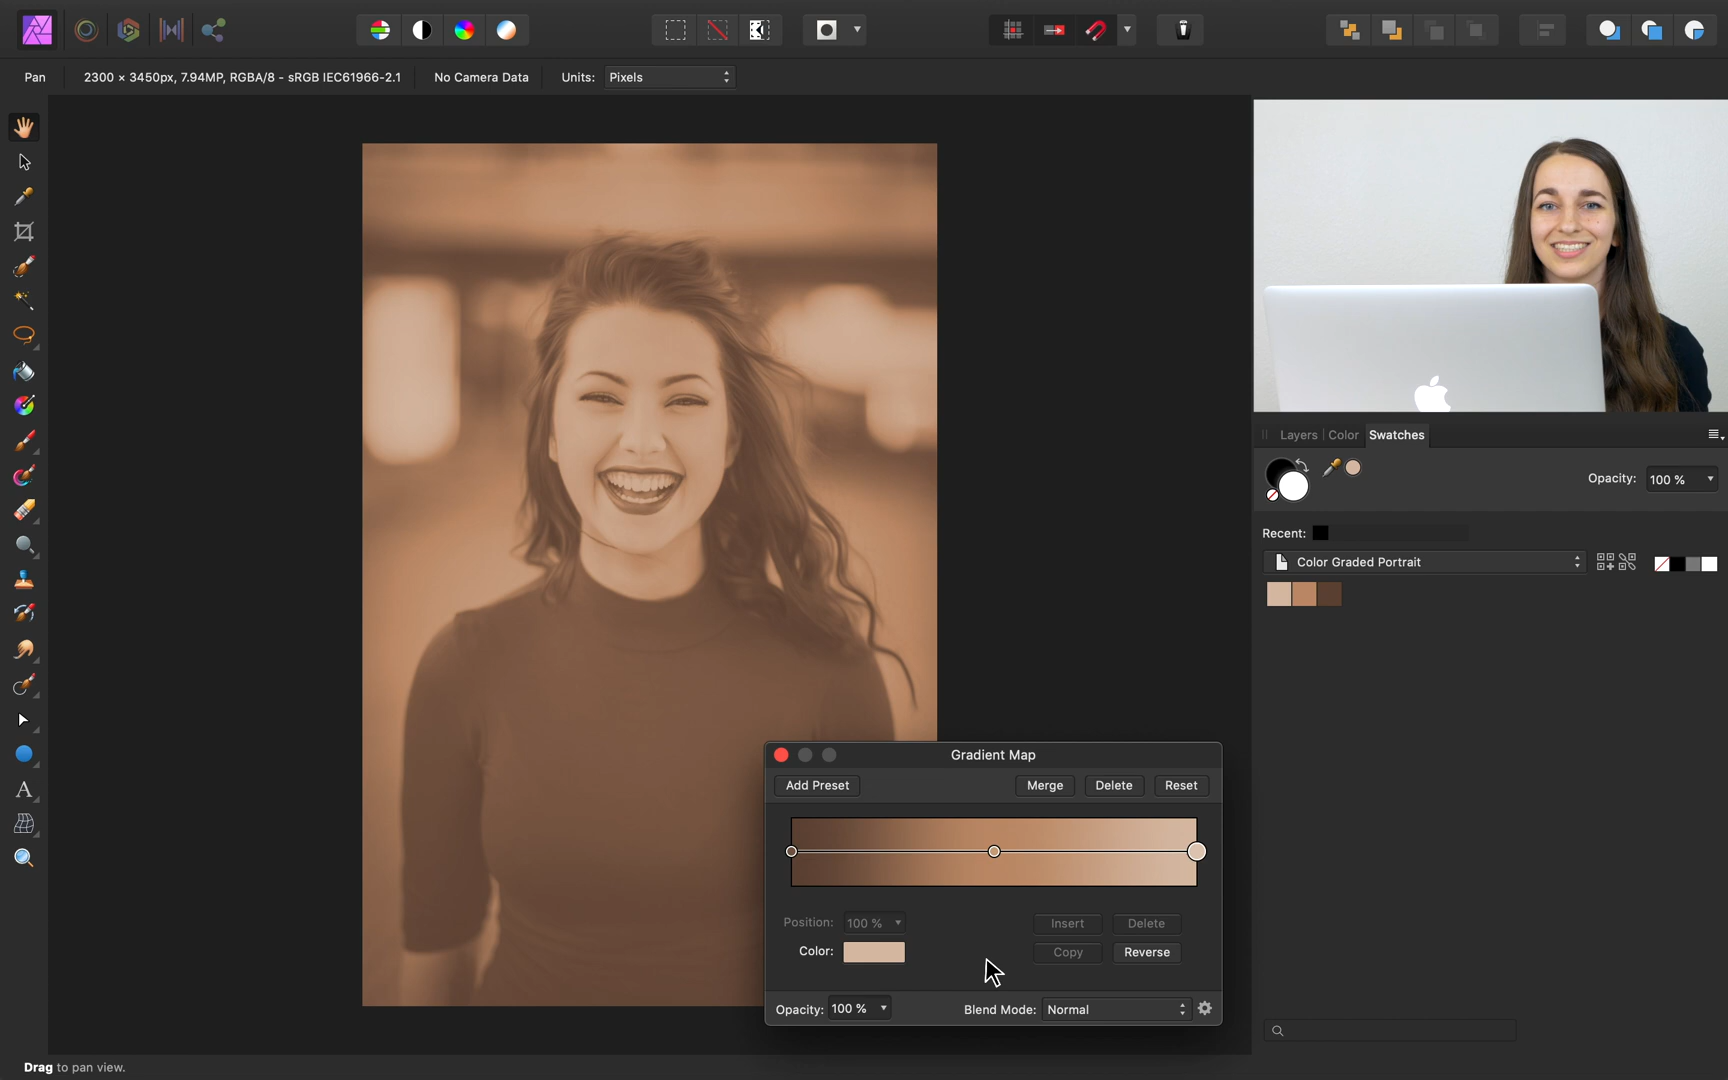 Pan
2300 × 3450px, 7.94MP, RGBA/8 - sRGB IEC61966-2.1
No Camera Data
Units:
Pixels
Layers
Color
Swatches
Opacity:
100 %
Recent:
Color Graded Portrait
Gradient Map
Add Preset
Merge
Delete
Reset
Position:
100 %
Insert
Delete
Color:
Copy
Reverse
Opacity:
100 %
Blend Mode:
Normal
Drag to pan view.